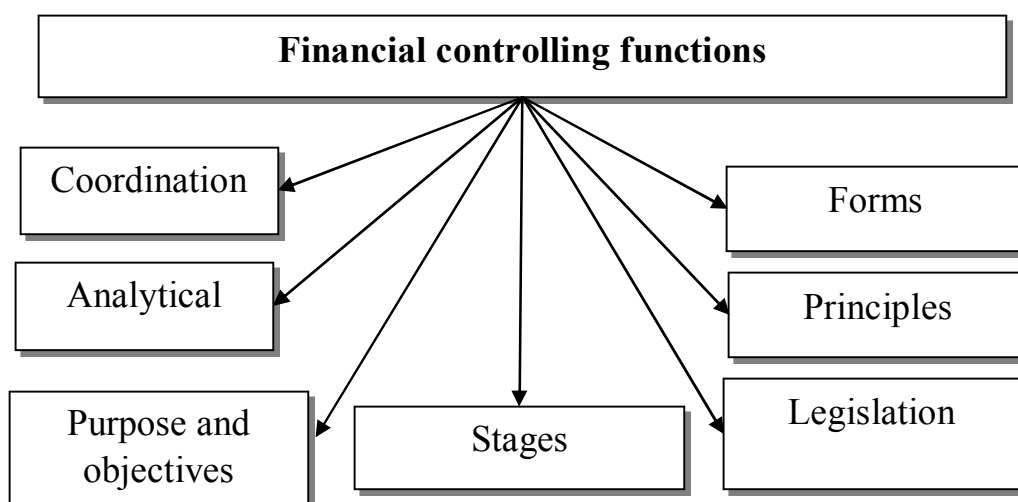 Financial controlling functions
Coordination
Forms
Analytical
Principles
Purpose and
objectives
Stages
Legislation